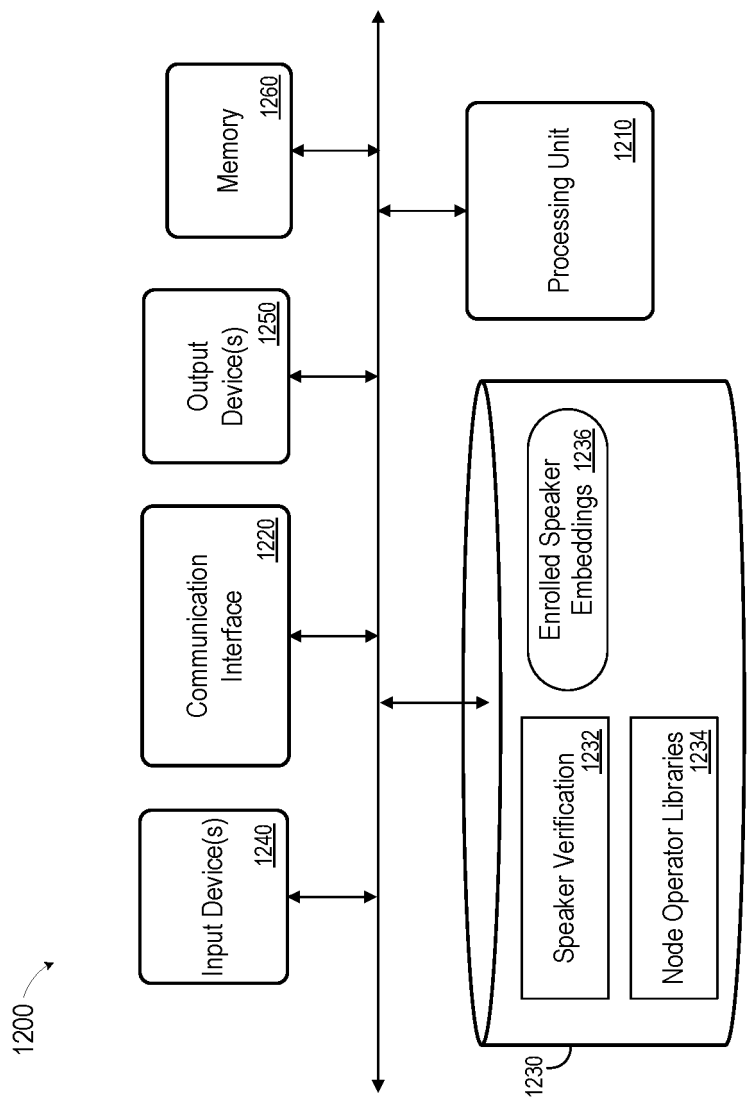 1200
Input Device(s)
1240
Communication
Interface
1220
Output
Device(s)
1250
Memory
1260
1230
Speaker Verification
1232
Node Operator Libraries
1234
Enrolled Speaker
Embeddings
1236
Processing Unit
1210